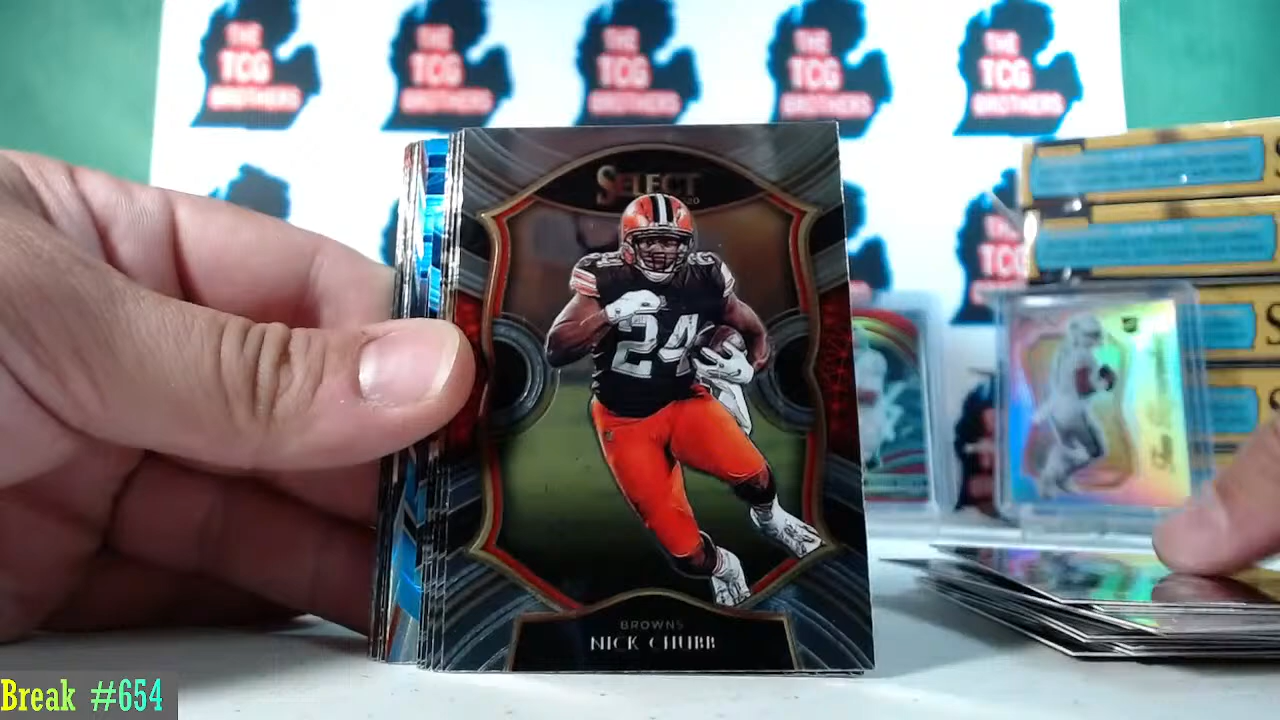 THE
TCG
BROTHERS
THE
TCG
BROTHERS
THE
TCG
BROTHERS
THE
TCG
BROTHERS
THE
TCG
BROTHERS
SELECT
20
24
BROWNS
NICK CHUBB
Break #654